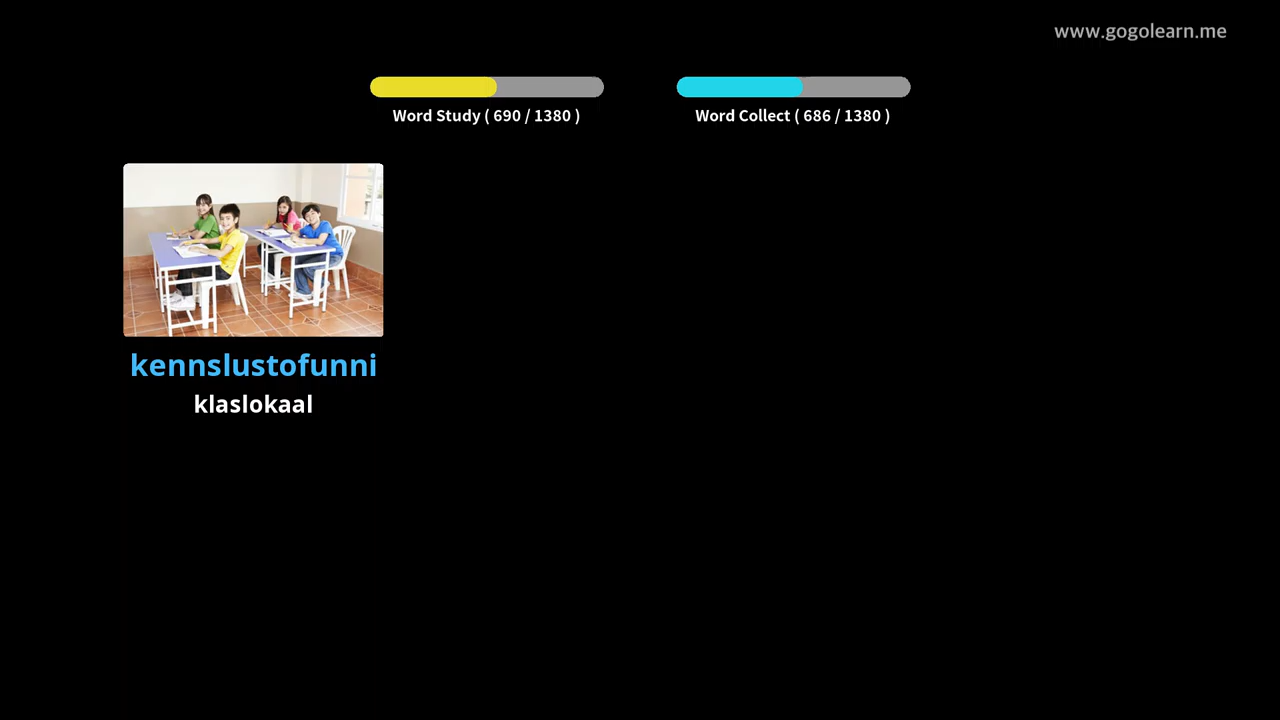 www.gogolearn.me
Word Study ( 690 / 1380 )
Word Collect ( 686 / 1380 )
kennslustofunni
klaslokaal